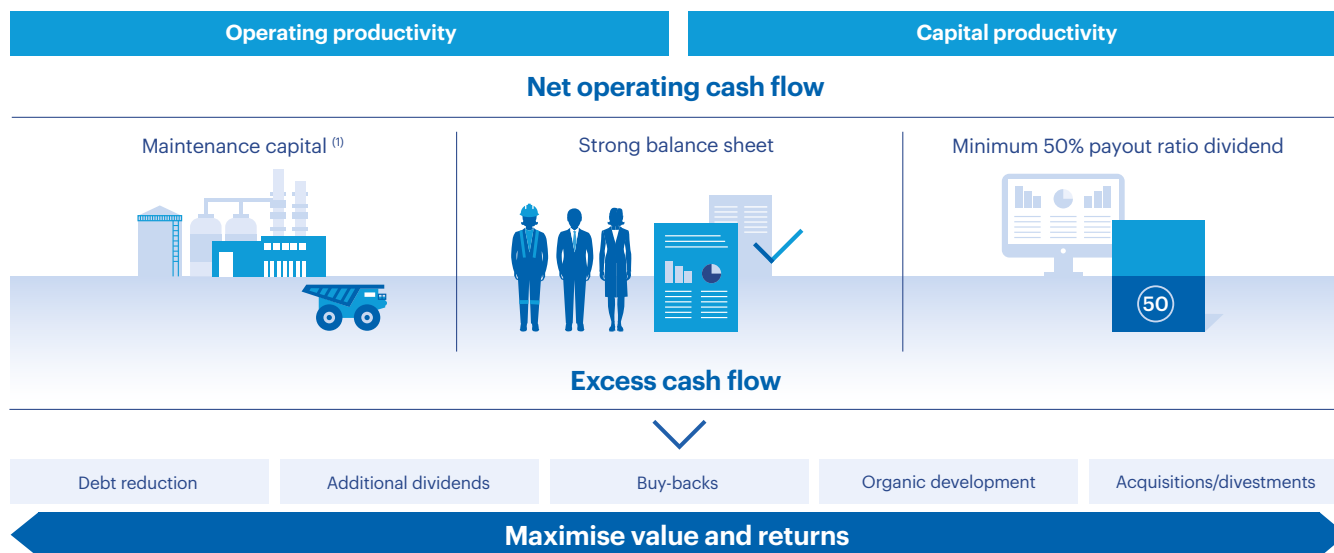 Operating productivity
Capital productivity
Net operating cash flow
Maintenance capital (1)
Strong balance sheet
Minimum 50% payout ratio dividend
50
Excess cash flow
Debt reduction
Additional dividends
Buy-backs
Organic development
Acquisitions/divestments
Maximise value and returns